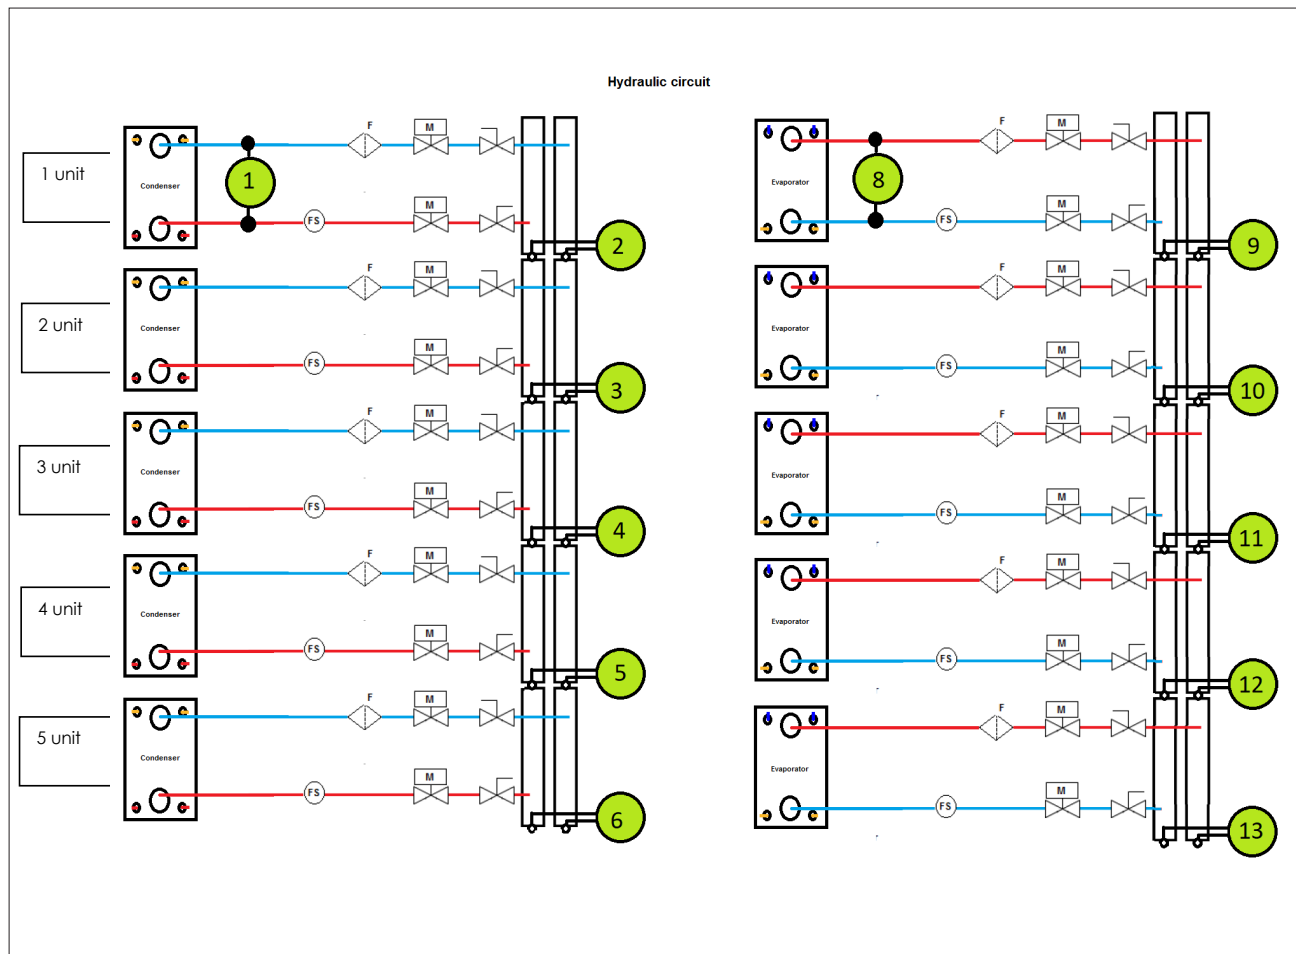 Hydraulic circuit
1 unit
Condenser
1
F
M
FS
M
2
Evaporator
8
F
M
FS
M
9
2 unit
Condenser
F
M
FS
M
3
Evaporator
F
M
FS
M
10
3 unit
Condenser
F
M
FS
M
4
Evaporator
F
M
FS
M
11
4 unit
Condenser
F
M
FS
M
5
Evaporator
F
M
FS
M
12
5 unit
Condenser
F
M
FS
M
6
Evaporator
F
M
FS
M
13